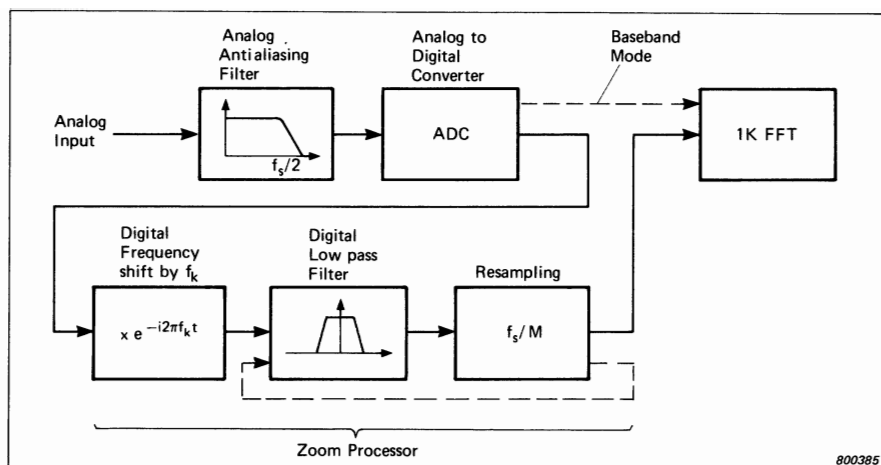 Analog
Antialiasing
Filter
Analog to
Digital
Converter
Baseband
Mode
Analog
Input
f_s/2
ADC
1K FFT
Digital
Frequency
shift by f_k
Digital
Low pass
Filter
Resampling
x e^{-i2πf_k t}
f_s/M
Zoom Processor
800385